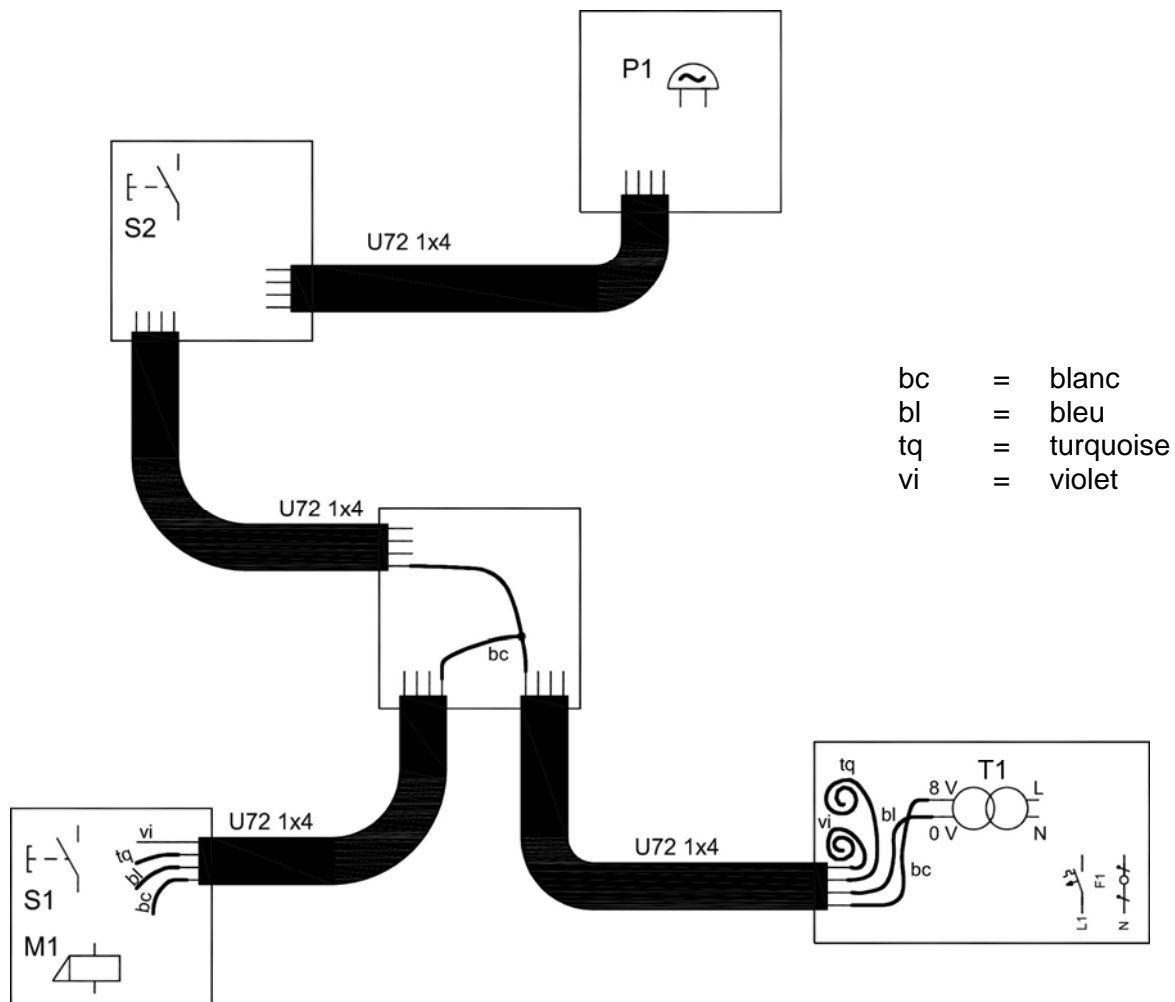 P1
S2
U72 1x4
bc = blanc
bl = bleu
tq = turquoise
vi = violet
U72 1x4
bc
tq
T1
8 V
L
vi
bl
0 V
N
U72 1x4
U72 1x4
vi
tq
bl
bc
bc
S1
F1
L1
N
M1